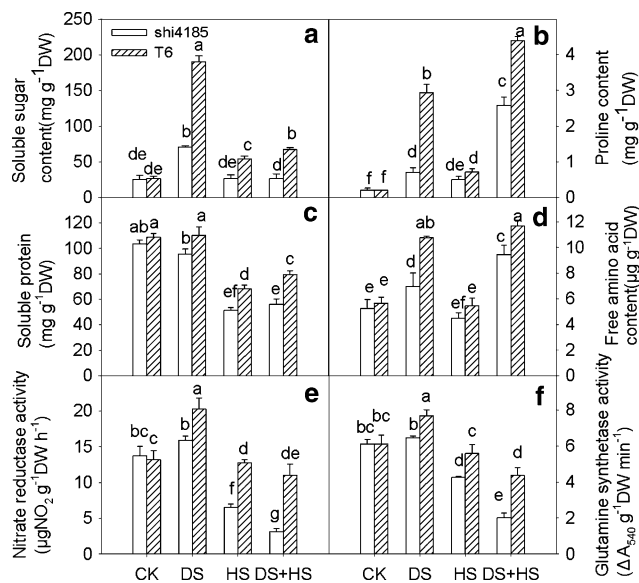 shi4185
T6
a
b
Soluble sugar
content(mg g⁻¹DW)
250
200
150
100
50
0
de de b a de c d b
f f d b d d c a
4
3
2
1
0
Proline content
(mg g⁻¹DW)
c
d
Soluble protein
(mg g⁻¹DW)
120
100
80
60
40
20
0
ab a b a ef d e c
e e d ab ef e c a
12
10
8
6
4
2
0
Free amino acid
content(µg g⁻¹DW)
e
f
Nitrate reductase activity
(µgNO₂ g⁻¹DW h⁻¹)
20
15
10
5
0
bc c b a f d g de
bc bc b a d c e d
8
6
4
2
0
Glutamine synthetase activity
(ΔA₅₄₀ g⁻¹DW min⁻¹)
CK DS HS DS+HS CK DS HS DS+HS